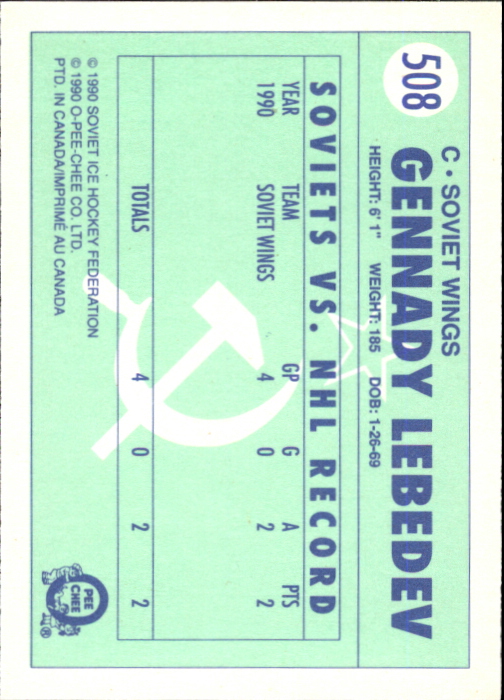 508
C • SOVIET WINGS
GENNADY LEBEDEV
HEIGHT: 6' 1" WEIGHT: 185 DOB: 1-26-69
SOVIETS VS. NHL RECORD
YEAR TEAM GP G A PTS
1990 SOVIET WINGS 4 0 2 2
TOTALS 4 0 2 2
© 1990 SOVIET ICE HOCKEY FEDERATION
© 1990 O-PEE-CHEE CO. LTD.
PTD. IN CANADA/IMPRIMÉ AU CANADA
O
PEE
CHEE
®